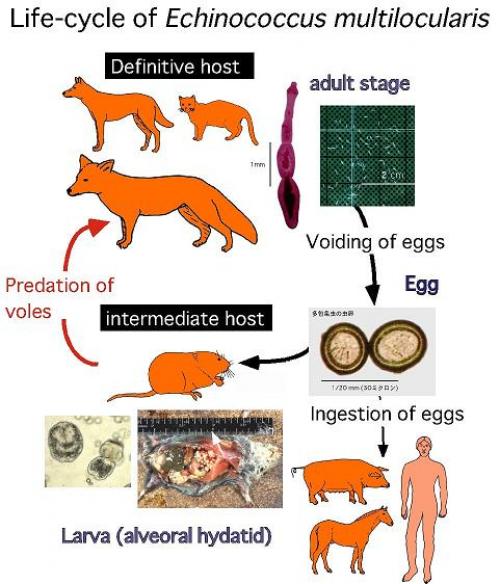 Life-cycle of Echinococcus multilocularis
Definitive host
adult stage
1mm
2 cm
Voiding of eggs
Egg
Predation of
voles
intermediate host
多包条虫の虫卵
1/20 mm (50ミクロン)
Ingestion of eggs
Larva (alveoral hydatid)